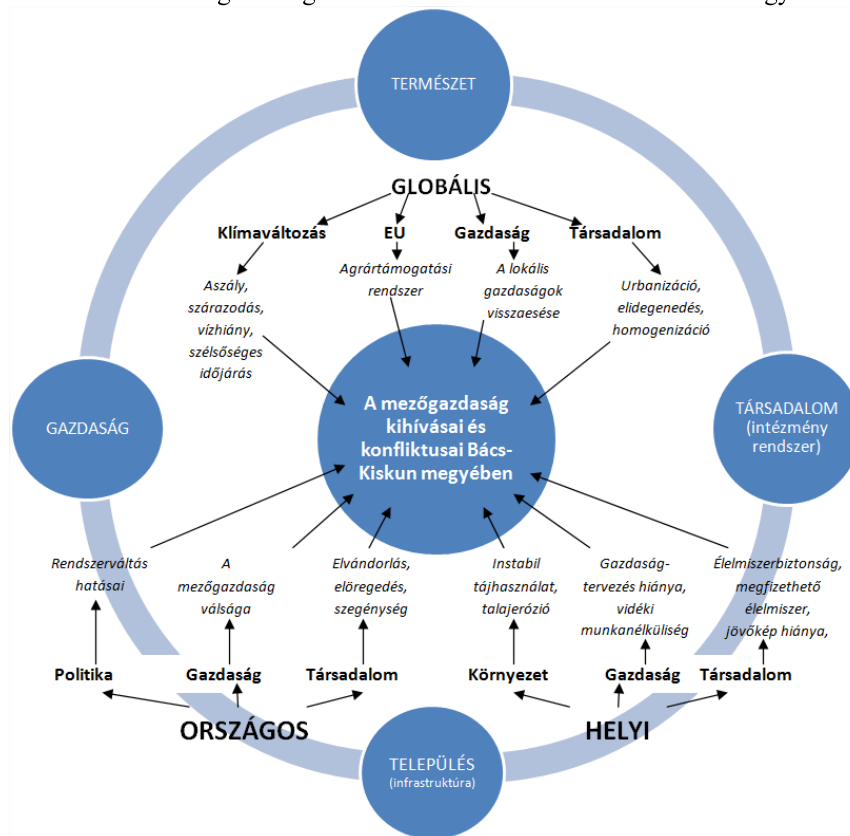 TERMÉSZET
GLOBÁLIS
Klímaváltozás EU Gazdaság Társadalom
Aszály,
szárazodás,
vízhiány,
szélsőséges
időjárás
Agrártámogatási
rendszer
A lokális
gazdaságok
visszaesése
Urbanizáció,
elidegenedés,
homogenizáció
GAZDASÁG
A mezőgazdaság
kihívásai és
konfliktusai Bács-
Kiskun megyében
TÁRSADALOM
(intézmény
rendszer)
Rendszerváltás
hatásai
A
mezőgazdaság
válsága
Elvándorlás,
elöregedés,
szegénység
Instabil
tájhasználat,
talajerózió
Gazdaság-
tervezés hiánya,
vidéki
munkanélküliség
Élelmiszerbiztonság,
megfizethető
élelmiszer,
jövőkép hiánya,
Politika Gazdaság Társadalom Környezet Gazdaság Társadalom
ORSZÁGOS HELYI
TELEPÜLÉS
(infrastruktúra)